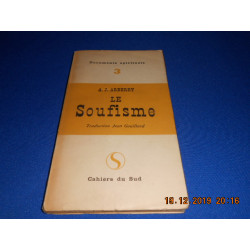 Documents spirituels
3
A. J. ARBERRY
LE
Soufisme
Traduction Jean Gouillard
S
Cahiers du Sud
16.12.2019 20:16